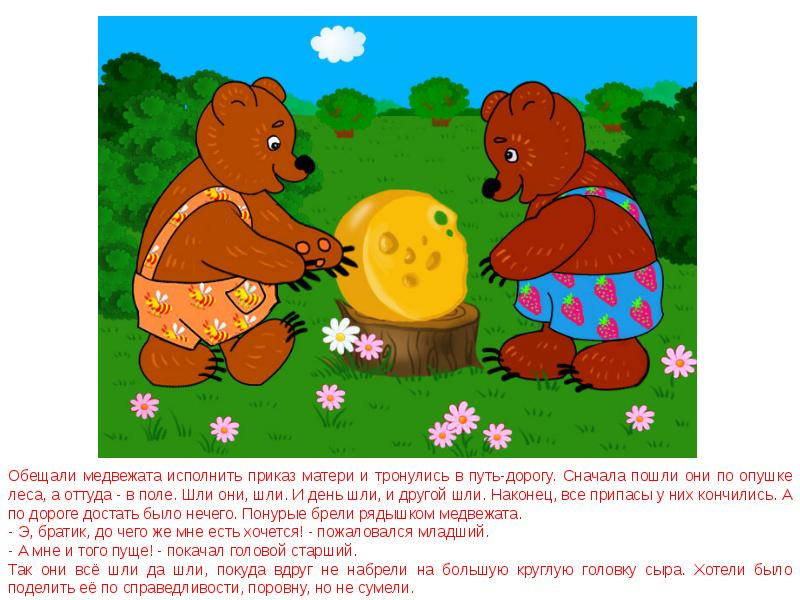 Обещали медвежата исполнить приказ матери и тронулись в путь-дорогу. Сначала пошли они по опушке
леса, а оттуда - в поле. Шли они, шли. И день шли, и другой шли. Наконец, все припасы у них кончились. А
по дороге достать было нечего. Понурые брели рядышком медвежата.
- Э, братик, до чего же мне есть хочется! - пожаловался младший.
- А мне и того пуще! - покачал головой старший.
Так они всё шли да шли, покуда вдруг не набрели на большую круглую головку сыра. Хотели было
поделить её по справедливости, поровну, но не сумели.